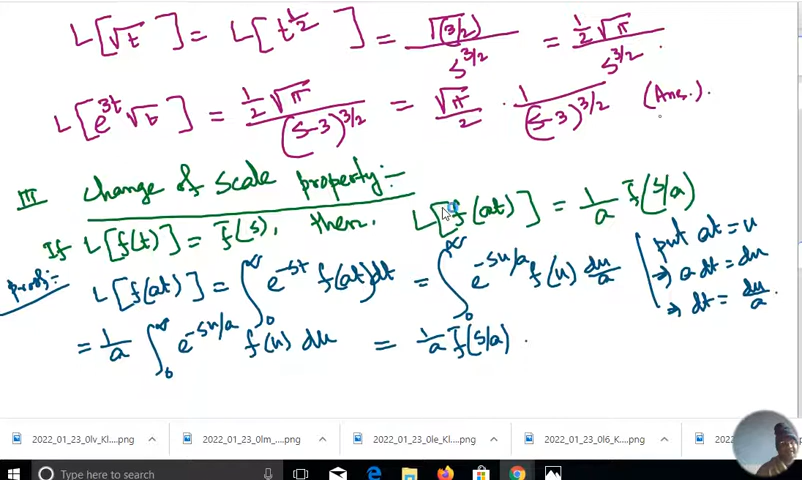 L[√t] = L[t^{1/2}] = Γ(3/2)/s^{3/2} = ½√π/s^{3/2}.
L[e^{3t}√t] = ½√π/(s-3)^{3/2} = √π/2 · 1/(s-3)^{3/2} (Ans.).
III Change of scale property:-
If L[f(t)] = f̄(s), then, L[f(at)] = 1/a f̄(s/a)
Proof:- L[f(at)] = ∫₀^∞ e^{-st} f(at)dt = ∫₀^∞ e^{-su/a} f(u) du/a
put at = u
⇒ a dt = du
⇒ dt = du/a.
= 1/a ∫₀^∞ e^{-su/a} f(u) du = 1/a f̄(s/a).
2022_01_23_0lv_Kl....png 2022_01_23_0lm_....png 2022_01_23_0le_Kl....png 2022_01_23_0l6_K....png 2022_01
Type here to search